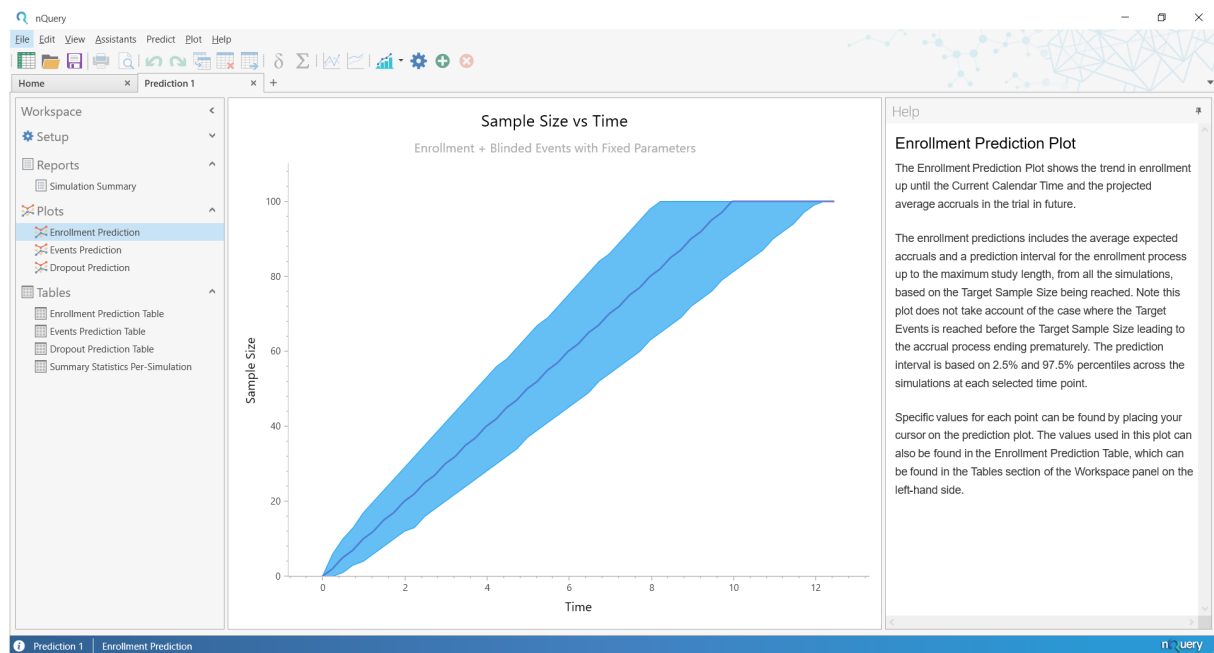 nQuery
File Edit View Assistants Predict Plot Help
Home Prediction 1
Workspace
Setup
Reports
Simulation Summary
Plots
Enrollment Prediction
Events Prediction
Dropout Prediction
Tables
Enrollment Prediction Table
Events Prediction Table
Dropout Prediction Table
Summary Statistics Per-Simulation
Sample Size vs Time
Enrollment + Blinded Events with Fixed Parameters
Sample Size
100
80
60
40
20
0
0 2 4 6 8 10 12
Time
Help
Enrollment Prediction Plot
The Enrollment Prediction Plot shows the trend in enrollment
up until the Current Calendar Time and the projected
average accruals in the trial in future.
The enrollment predictions includes the average expected
accruals and a prediction interval for the enrollment process
up to the maximum study length, from all the simulations,
based on the Target Sample Size being reached. Note this
plot does not take account of the case where the Target
Events is reached before the Target Sample Size leading to
the accrual process ending prematurely. The prediction
interval is based on 2.5% and 97.5% percentiles across the
simulations at each selected time point.
Specific values for each point can be found by placing your
cursor on the prediction plot. The values used in this plot can
also be found in the Enrollment Prediction Table, which can
be found in the Tables section of the Workspace panel on the
left-hand side.
Prediction 1 Enrollment Prediction
nQuery